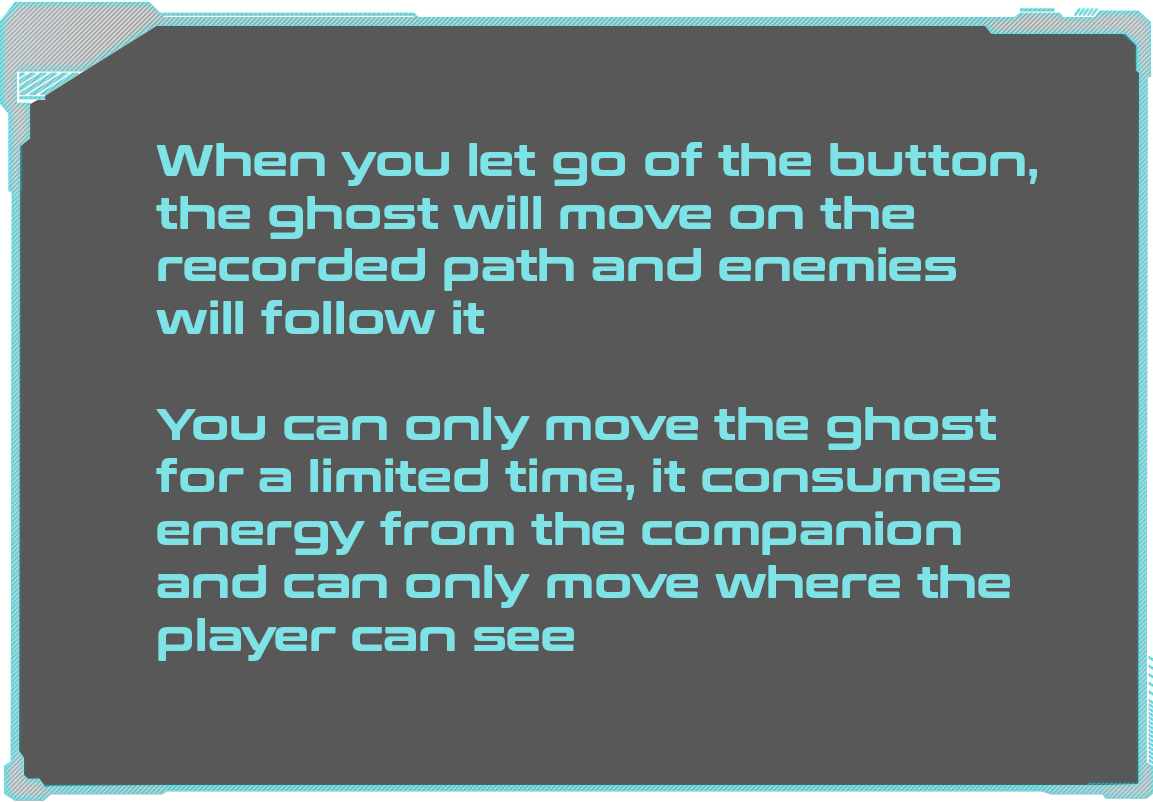 When you let go of the button,
the ghost will move on the
recorded path and enemies
will follow it
You can only move the ghost
for a limited time, it consumes
energy from the companion
and can only move where the
player can see